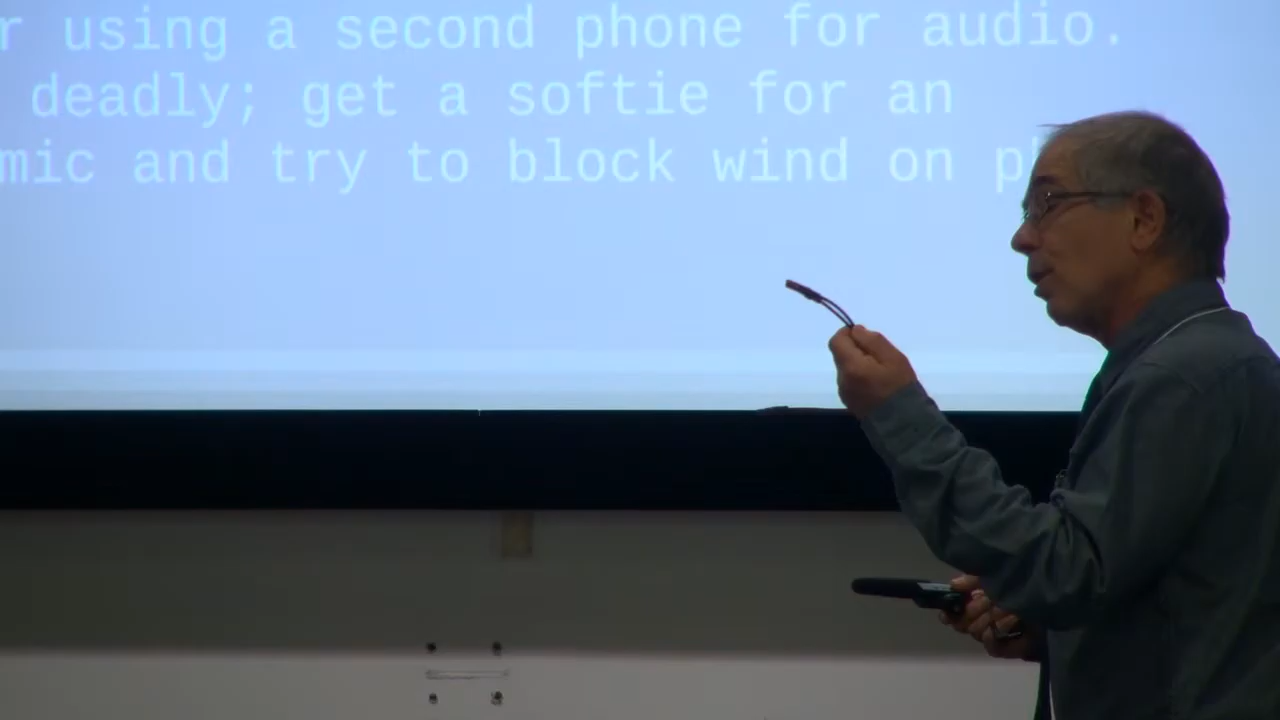 using a second phone for audio.
deadly; get a softie for an
mic and try to block wind on